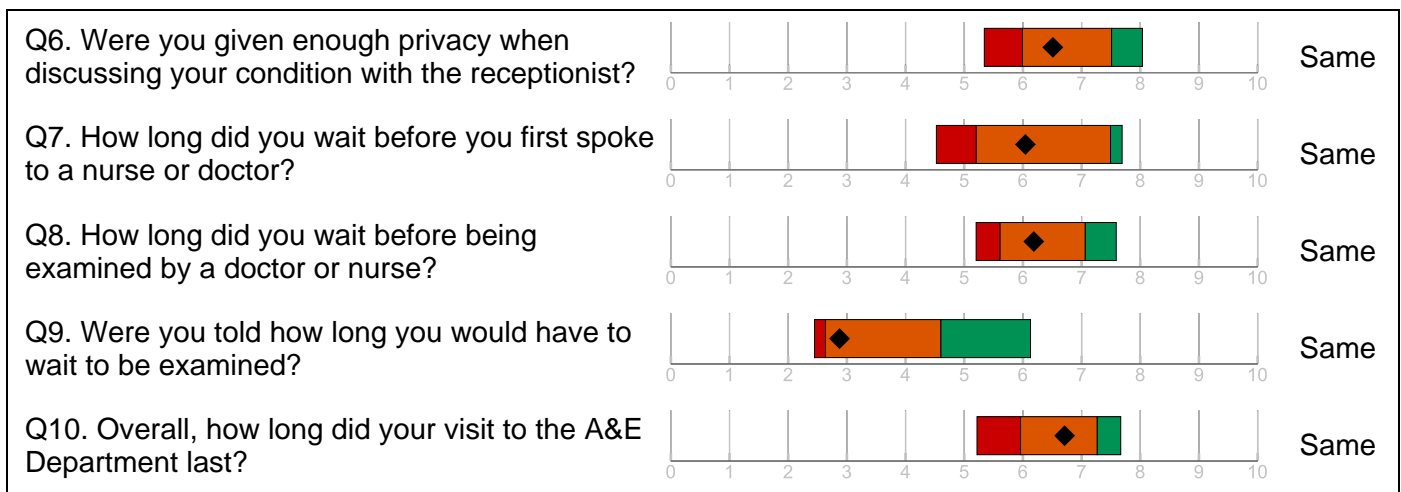 Q6. Were you given enough privacy when
discussing your condition with the receptionist?
0 1 2 3 4 5 6 7 8 9 10
Same
Q7. How long did you wait before you first spoke
to a nurse or doctor?
0 1 2 3 4 5 6 7 8 9 10
Same
Q8. How long did you wait before being
examined by a doctor or nurse?
0 1 2 3 4 5 6 7 8 9 10
Same
Q9. Were you told how long you would have to
wait to be examined?
0 1 2 3 4 5 6 7 8 9 10
Same
Q10. Overall, how long did your visit to the A&E
Department last?
0 1 2 3 4 5 6 7 8 9 10
Same